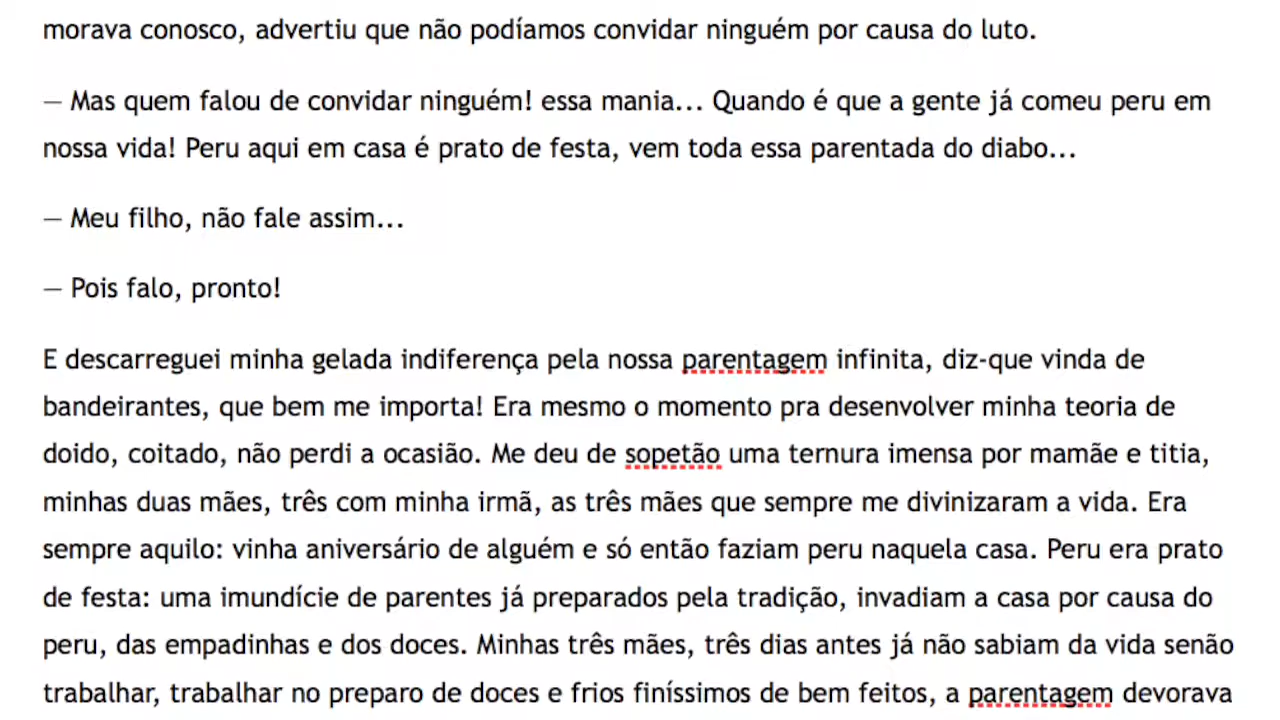 morava conosco, advertiu que não podíamos convidar ninguém por causa do luto.
— Mas quem falou de convidar ninguém! essa mania... Quando é que a gente já comeu peru em
nossa vida! Peru aqui em casa é prato de festa, vem toda essa parentada do diabo...
— Meu filho, não fale assim...
— Pois falo, pronto!
E descarreguei minha gelada indiferença pela nossa parentagem infinita, diz-que vinda de
bandeirantes, que bem me importa! Era mesmo o momento pra desenvolver minha teoria de
doido, coitado, não perdi a ocasião. Me deu de sopetão uma ternura imensa por mamãe e titia,
minhas duas mães, três com minha irmã, as três mães que sempre me divinizaram a vida. Era
sempre aquilo: vinha aniversário de alguém e só então faziam peru naquela casa. Peru era prato
de festa: uma imundície de parentes já preparados pela tradição, invadiam a casa por causa do
peru, das empadinhas e dos doces. Minhas três mães, três dias antes já não sabiam da vida senão
trabalhar, trabalhar no preparo de doces e frios finíssimos de bem feitos, a parentagem devorava